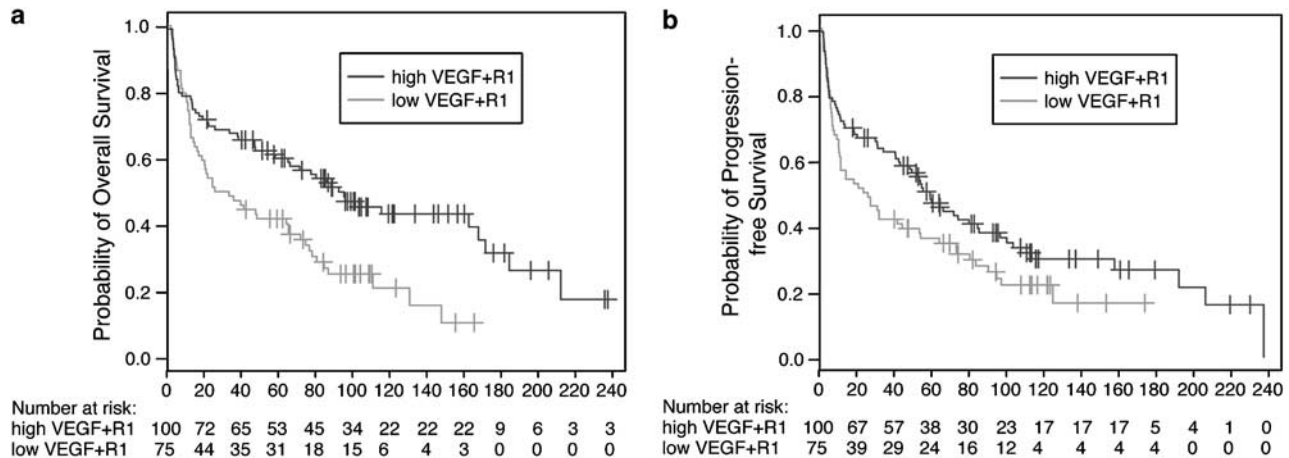 a
Probability of Overall Survival
1.0
0.8
0.6
0.4
0.2
0.0
high VEGF+R1
low VEGF+R1
0 20 40 60 80 100 120 140 160 180 200 220 240
Number at risk:
high VEGF+R1 100 72 65 53 45 34 22 22 22 9 6 3 3
low VEGF+R1 75 44 35 31 18 15 6 4 3 0 0 0 0
b
Probability of Progression-
free Survival
1.0
0.8
0.6
0.4
0.2
0.0
high VEGF+R1
low VEGF+R1
0 20 40 60 80 100 120 140 160 180 200 220 240
Number at risk:
high VEGF+R1 100 67 57 38 30 23 17 17 17 5 4 1 0
low VEGF+R1 75 39 29 24 16 12 4 4 4 4 0 0 0